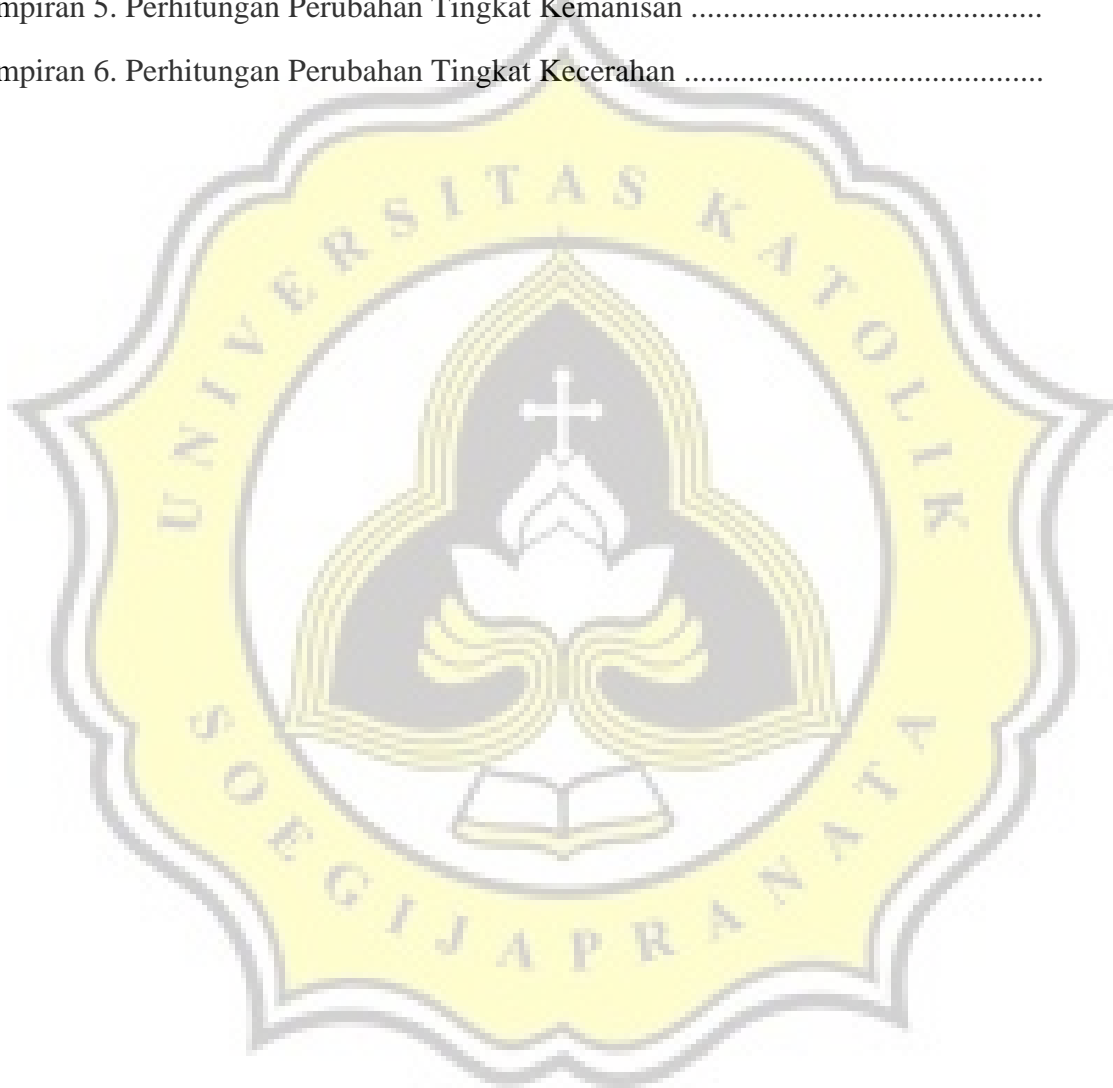 mpiran 5. Perhitungan Perubahan Tingkat Kemanisan ...........................................
mpiran 6. Perhitungan Perubahan Tingkat Kecerahan ............................................
UNIVERSITAS KATOLIK
SOEGIJAPRANATA